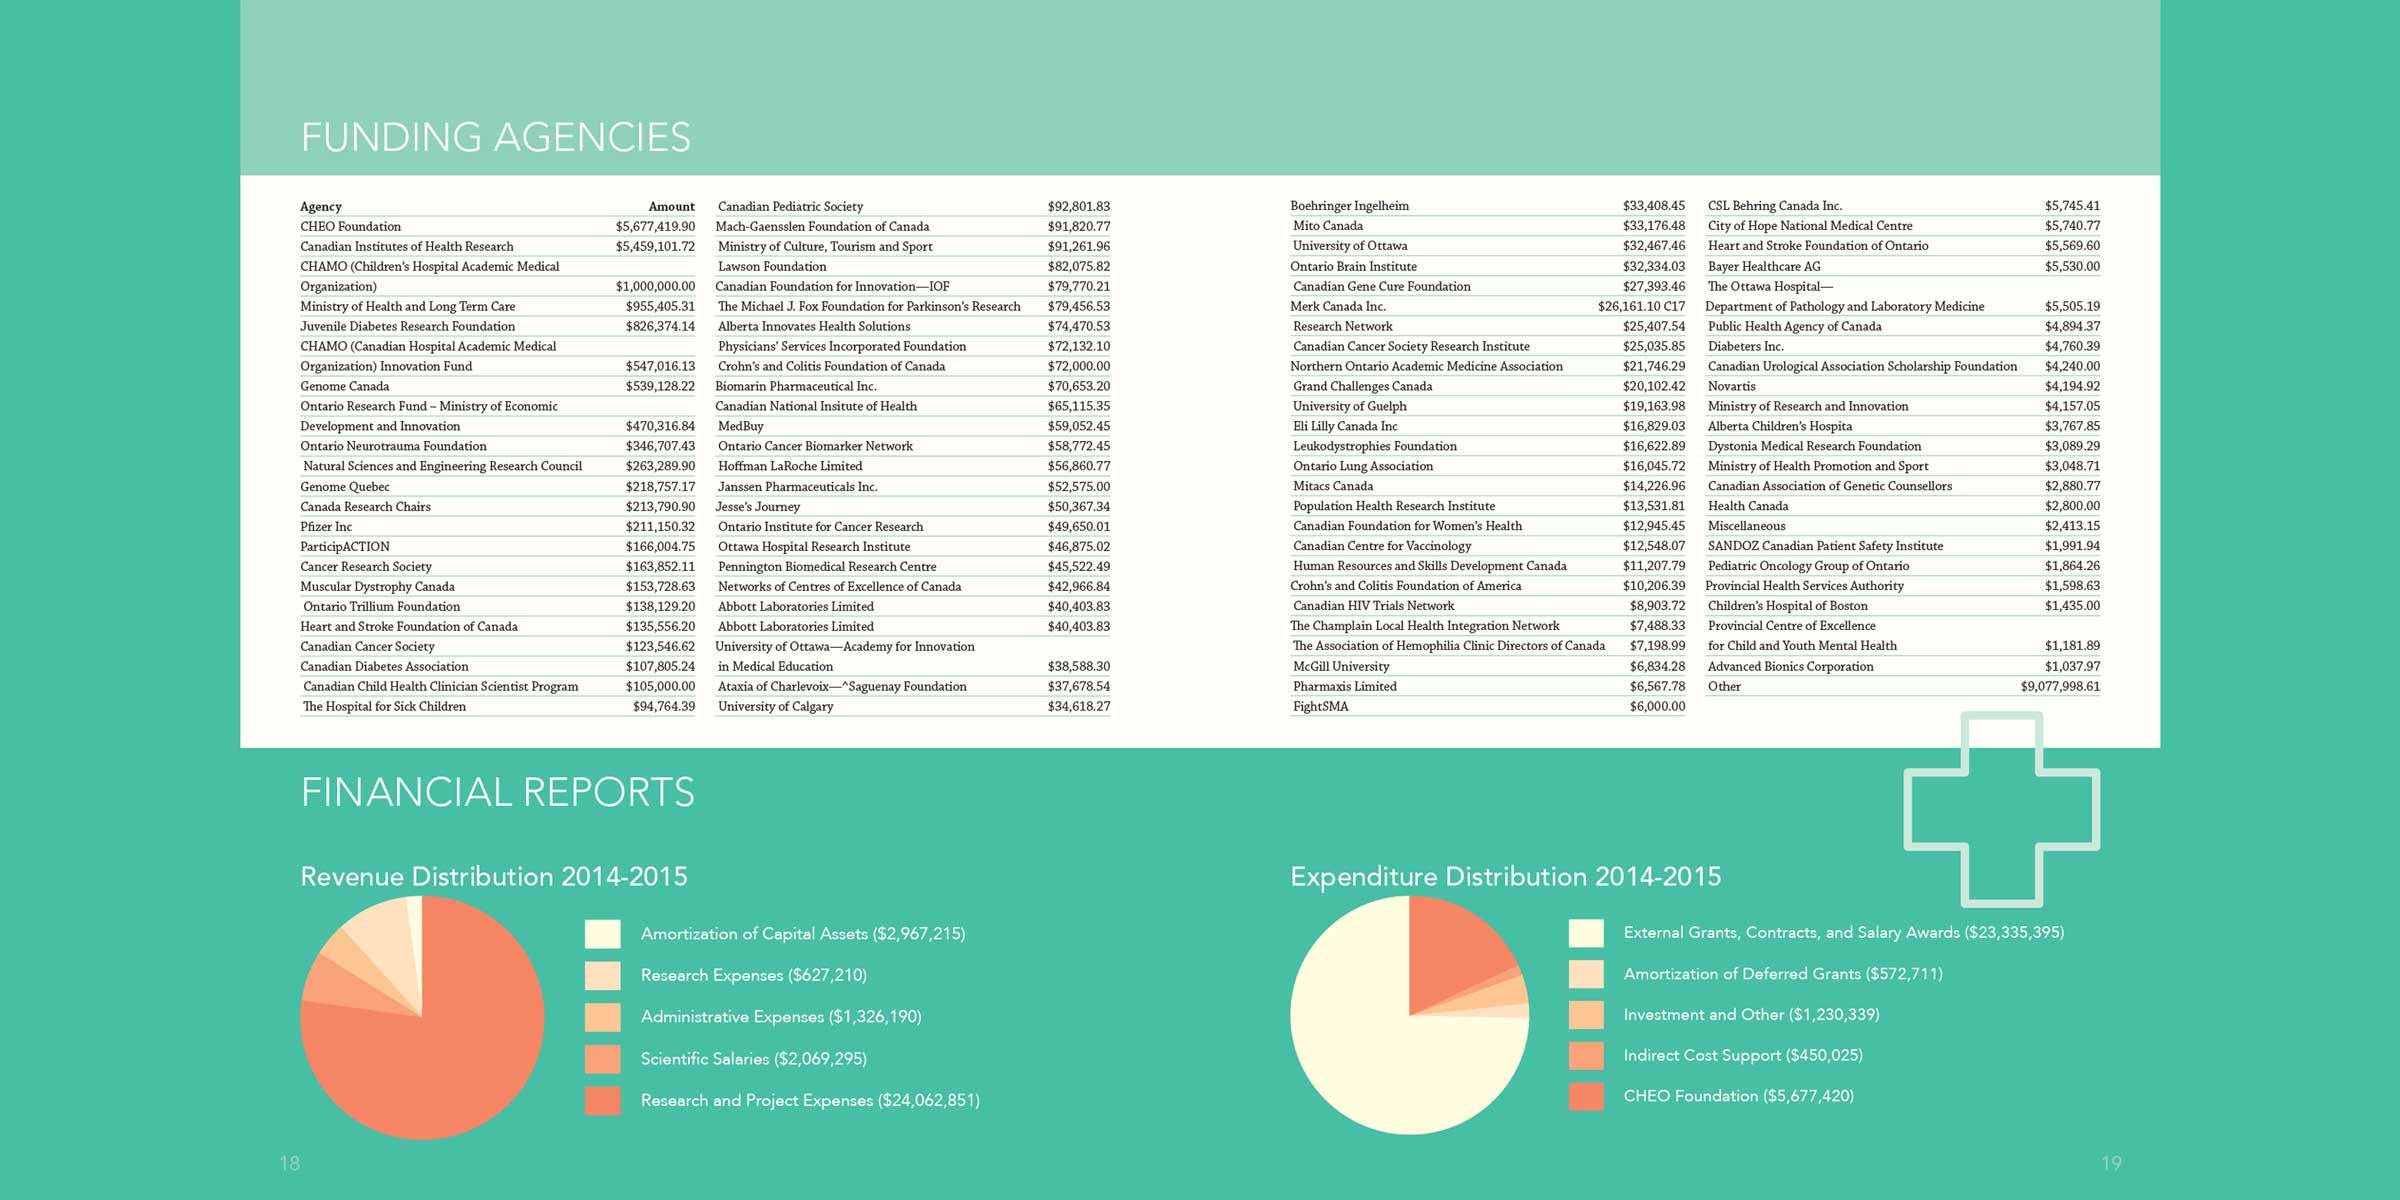 FUNDING AGENCIES
Agency Amount
CHEO Foundation $5,677,419.90
Canadian Institutes of Health Research $5,459,101.72
CHAMO (Children's Hospital Academic Medical
Organization) $1,000,000.00
Ministry of Health and Long Term Care $955,405.31
Juvenile Diabetes Research Foundation $826,374.14
CHAMO (Canadian Hospital Academic Medical
Organization) Innovation Fund $547,016.13
Genome Canada $539,128.22
Ontario Research Fund – Ministry of Economic
Development and Innovation $470,316.84
Ontario Neurotrauma Foundation $346,707.43
Natural Sciences and Engineering Research Council $263,289.90
Genome Quebec $218,757.17
Canada Research Chairs $213,790.90
Pfizer Inc $211,150.32
ParticipACTION $166,004.75
Cancer Research Society $163,852.11
Muscular Dystrophy Canada $153,728.63
Ontario Trillium Foundation $138,129.20
Heart and Stroke Foundation of Canada $135,556.20
Canadian Cancer Society $123,546.62
Canadian Diabetes Association $107,805.24
Canadian Child Health Clinician Scientist Program $105,000.00
The Hospital for Sick Children $94,764.39
Canadian Pediatric Society $92,801.83
Mach-Gaensslen Foundation of Canada $91,820.77
Ministry of Culture, Tourism and Sport $91,261.96
Lawson Foundation $82,075.82
Canadian Foundation for Innovation—IOF $79,770.21
The Michael J. Fox Foundation for Parkinson's Research $79,456.53
Alberta Innovates Health Solutions $74,470.53
Physicians' Services Incorporated Foundation $72,132.10
Crohn's and Colitis Foundation of Canada $72,000.00
Biomarin Pharmaceutical Inc. $70,653.20
Canadian National Insitute of Health $65,115.35
MedBuy $59,052.45
Ontario Cancer Biomarker Network $58,772.45
Hoffman LaRoche Limited $56,860.77
Janssen Pharmaceuticals Inc. $52,575.00
Jesse's Journey $50,367.34
Ontario Institute for Cancer Research $49,650.01
Ottawa Hospital Research Institute $46,875.02
Pennington Biomedical Research Centre $45,522.49
Networks of Centres of Excellence of Canada $42,966.84
Abbott Laboratories Limited $40,403.83
Abbott Laboratories Limited $40,403.83
University of Ottawa—Academy for Innovation
in Medical Education $38,588.30
Ataxia of Charlevoix—^Saguenay Foundation $37,678.54
University of Calgary $34,618.27
Boehringer Ingelheim $33,408.45
Mito Canada $33,176.48
University of Ottawa $32,467.46
Ontario Brain Institute $32,334.03
Canadian Gene Cure Foundation $27,393.46
Merk Canada Inc. $26,161.10 C17
Research Network $25,407.54
Canadian Cancer Society Research Institute $25,035.85
Northern Ontario Academic Medicine Association $21,746.29
Grand Challenges Canada $20,102.42
University of Guelph $19,163.98
Eli Lilly Canada Inc $16,829.03
Leukodystrophies Foundation $16,622.89
Ontario Lung Association $16,045.72
Mitacs Canada $14,226.96
Population Health Research Institute $13,531.81
Canadian Foundation for Women's Health $12,945.45
Canadian Centre for Vaccinology $12,548.07
Human Resources and Skills Development Canada $11,207.79
Crohn's and Colitis Foundation of America $10,206.39
Canadian HIV Trials Network $8,903.72
The Champlain Local Health Integration Network $7,488.33
The Association of Hemophilia Clinic Directors of Canada $7,198.99
McGill University $6,834.28
Pharmaxis Limited $6,567.78
FightSMA $6,000.00
CSL Behring Canada Inc. $5,745.41
City of Hope National Medical Centre $5,740.77
Heart and Stroke Foundation of Ontario $5,569.60
Bayer Healthcare AG $5,530.00
The Ottawa Hospital—
Department of Pathology and Laboratory Medicine $5,505.19
Public Health Agency of Canada $4,894.37
Diabeters Inc. $4,760.39
Canadian Urological Association Scholarship Foundation $4,240.00
Novartis $4,194.92
Ministry of Research and Innovation $4,157.05
Alberta Children's Hospita $3,767.85
Dystonia Medical Research Foundation $3,089.29
Ministry of Health Promotion and Sport $3,048.71
Canadian Association of Genetic Counsellors $2,880.77
Health Canada $2,800.00
Miscellaneous $2,413.15
SANDOZ Canadian Patient Safety Institute $1,991.94
Pediatric Oncology Group of Ontario $1,864.26
Provincial Health Services Authority $1,598.63
Children's Hospital of Boston $1,435.00
Provincial Centre of Excellence
for Child and Youth Mental Health $1,181.89
Advanced Bionics Corporation $1,037.97
Other $9,077,998.61
FINANCIAL REPORTS
Revenue Distribution 2014-2015
Amortization of Capital Assets ($2,967,215)
Research Expenses ($627,210)
Administrative Expenses ($1,326,190)
Scientific Salaries ($2,069,295)
Research and Project Expenses ($24,062,851)
Expenditure Distribution 2014-2015
External Grants, Contracts, and Salary Awards ($23,335,395)
Amortization of Deferred Grants ($572,711)
Investment and Other ($1,230,339)
Indirect Cost Support ($450,025)
CHEO Foundation ($5,677,420)
18
19